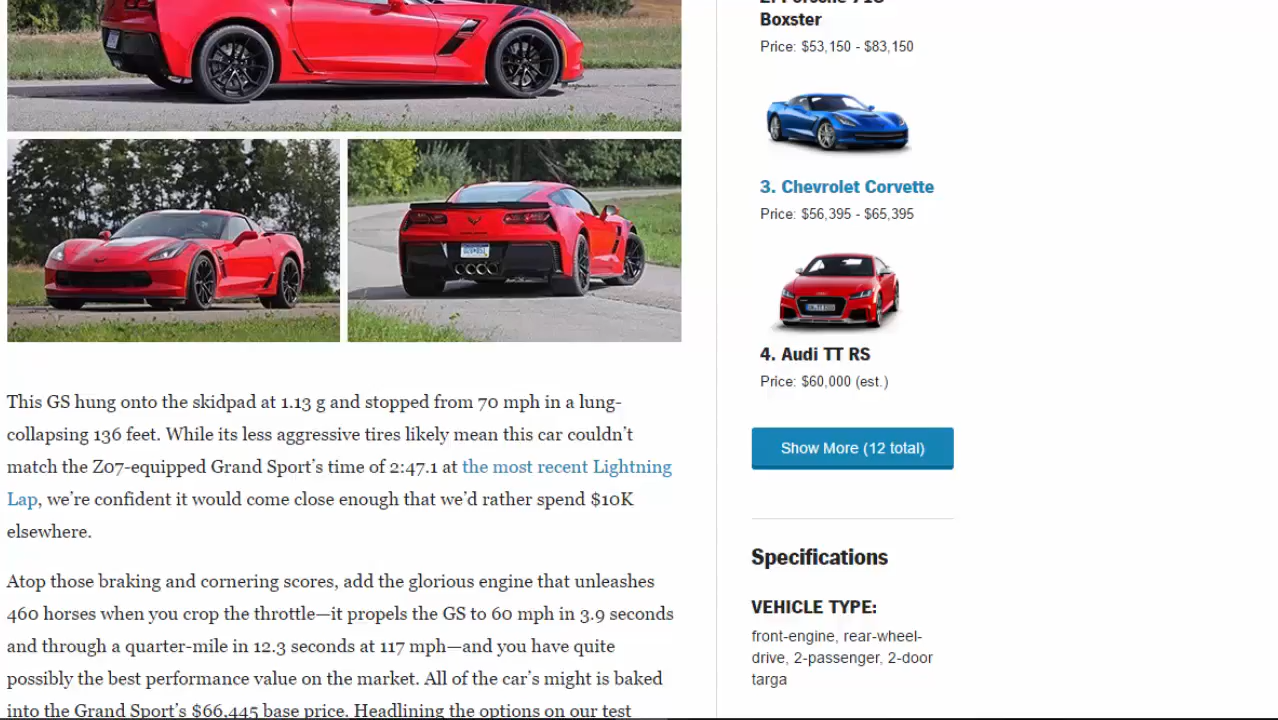 Boxster
Price: $53,150 - $83,150
3. Chevrolet Corvette
Price: $56,395 - $65,395
4. Audi TT RS
Price: $60,000 (est.)
Show More (12 total)
This GS hung onto the skidpad at 1.13 g and stopped from 70 mph in a lung-
collapsing 136 feet. While its less aggressive tires likely mean this car couldn’t
match the Z07-equipped Grand Sport’s time of 2:47.1 at the most recent Lightning
Lap, we’re confident it would come close enough that we’d rather spend $10K
elsewhere.
Atop those braking and cornering scores, add the glorious engine that unleashes
460 horses when you crop the throttle—it propels the GS to 60 mph in 3.9 seconds
and through a quarter-mile in 12.3 seconds at 117 mph—and you have quite
possibly the best performance value on the market. All of the car’s might is baked
into the Grand Sport’s $66,445 base price. Headlining the options on our test
Specifications
VEHICLE TYPE:
front-engine, rear-wheel-
drive, 2-passenger, 2-door
targa